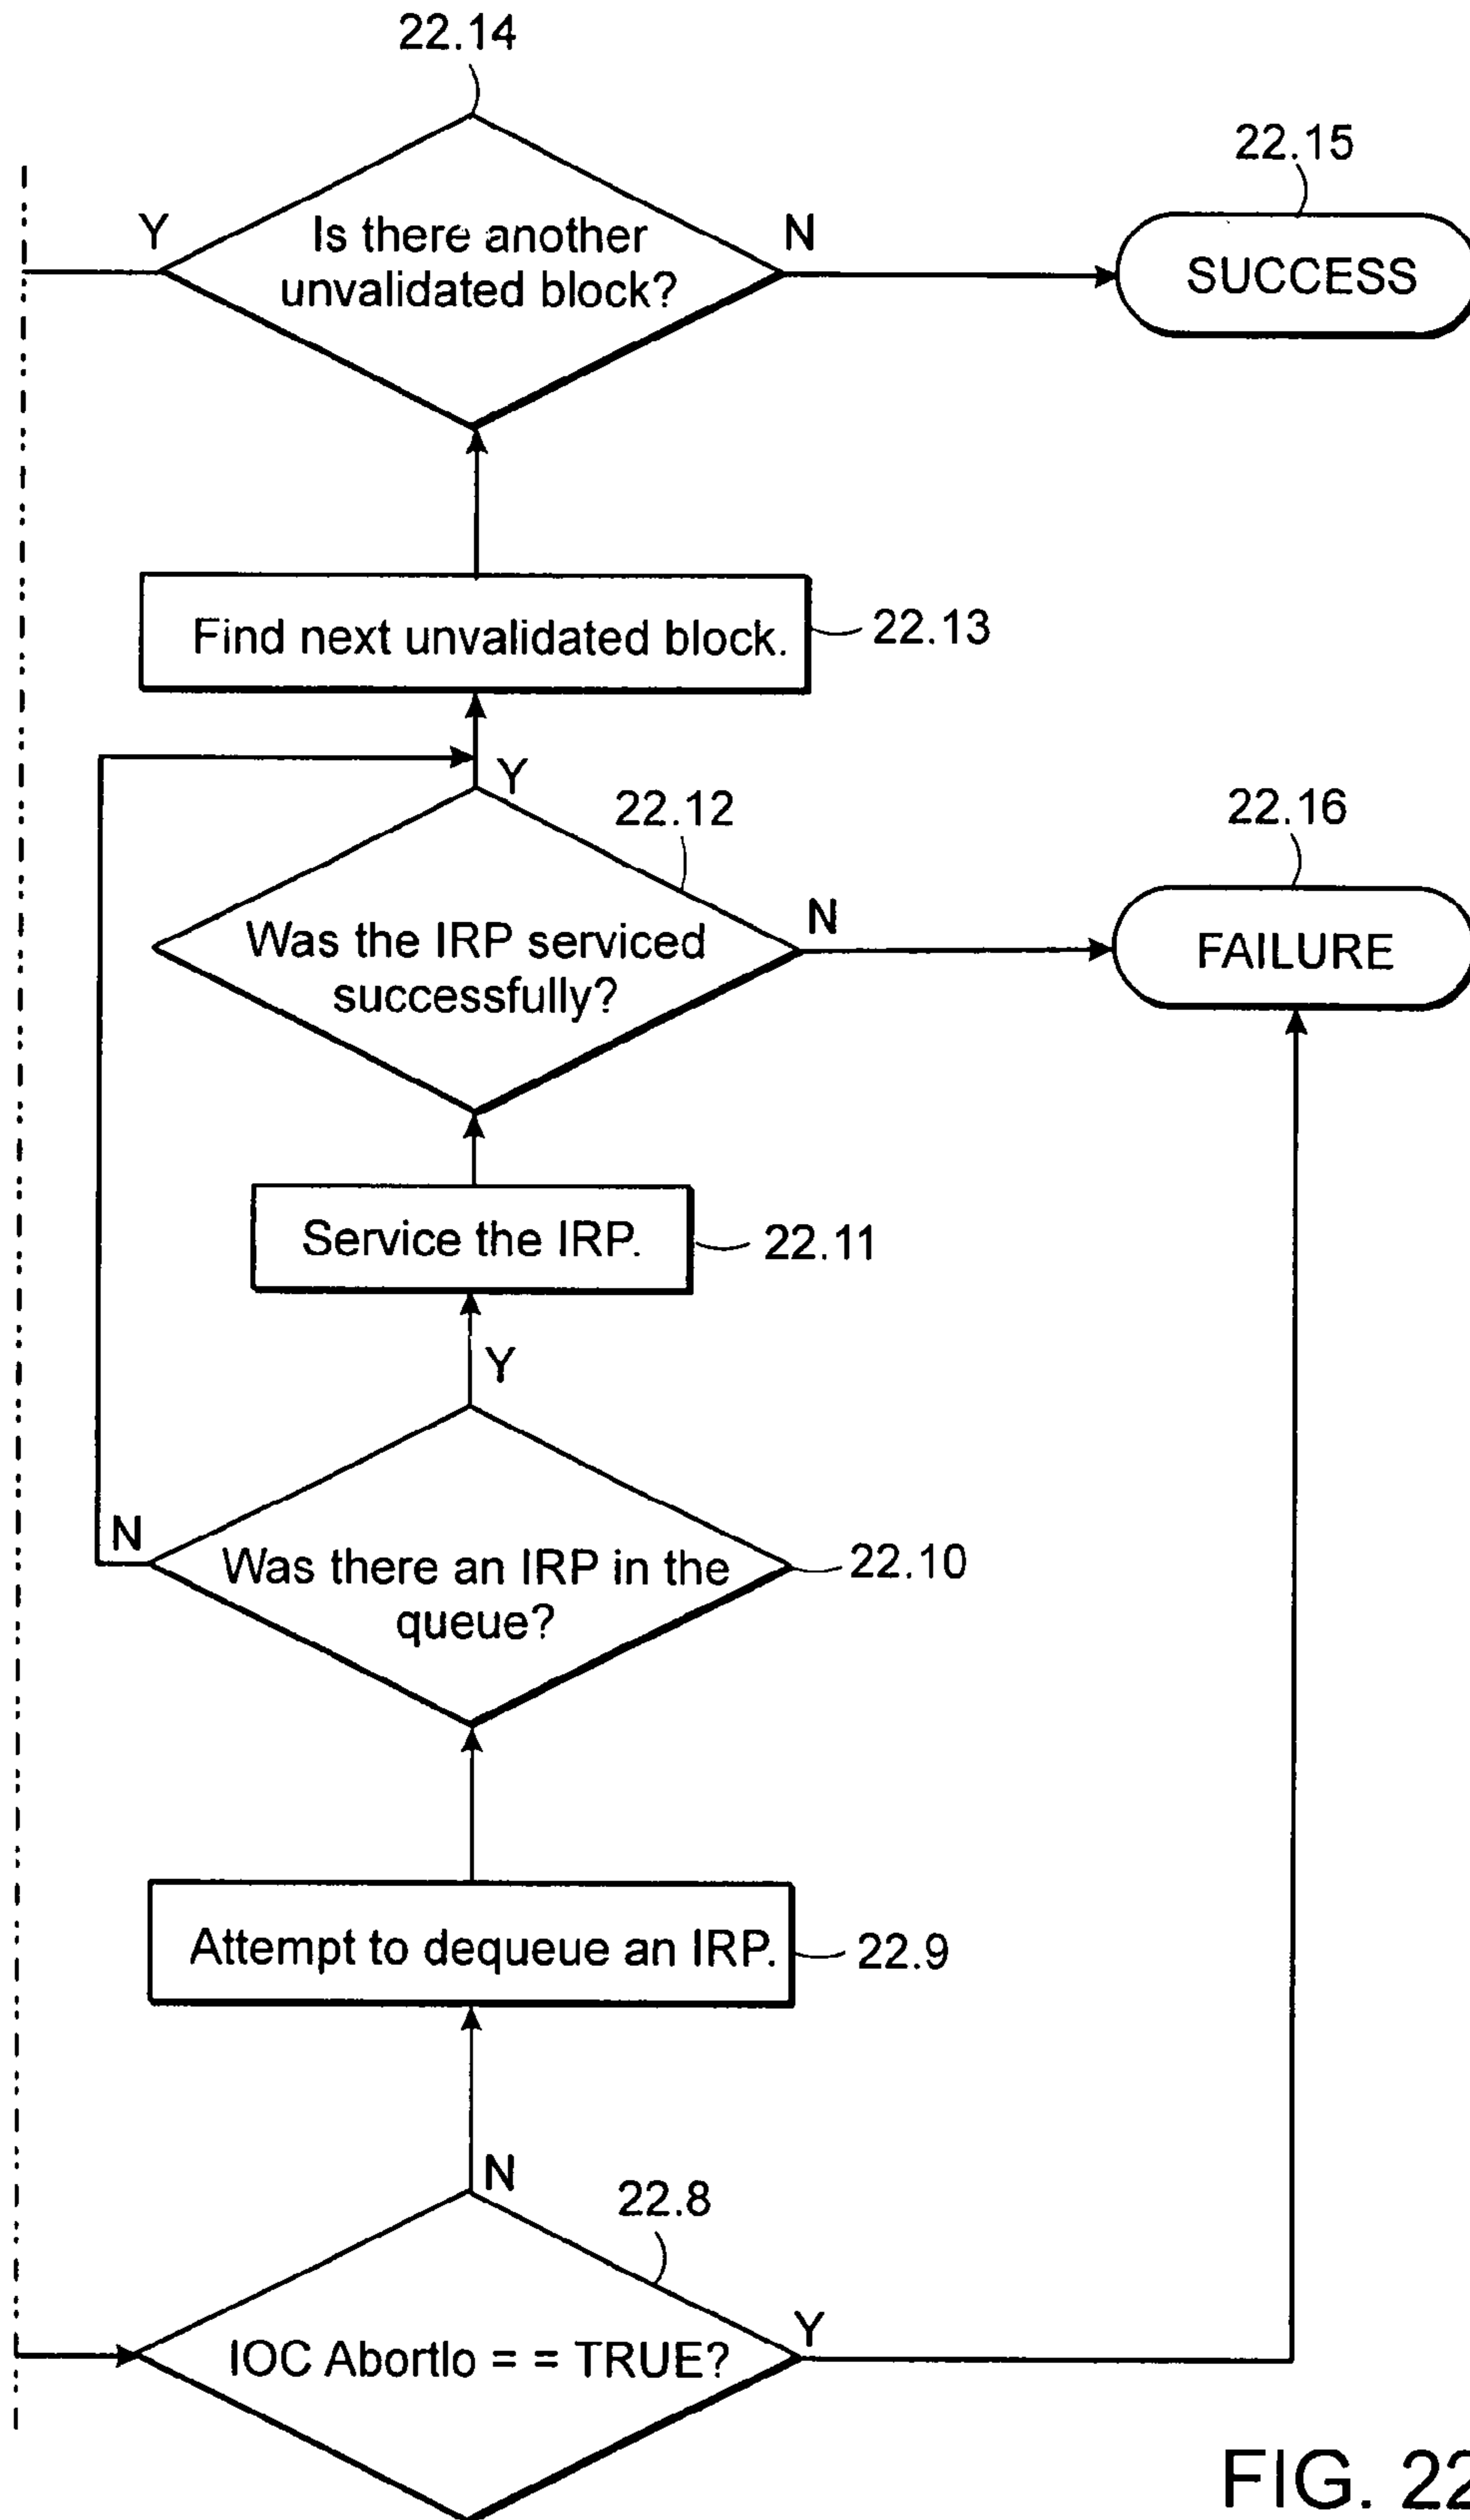 22.14
22.15
Y
Is there another
unvalidated block?
N
SUCCESS
Find next unvalidated block.
22.13
Y
22.12
22.16
Was the IRP serviced
successfully?
N
FAILURE
Service the IRP.
22.11
Y
N
Was there an IRP in the
queue?
22.10
Attempt to dequeue an IRP.
22.9
N
22.8
IOC AbortIo = = TRUE?
Y
FIG. 22